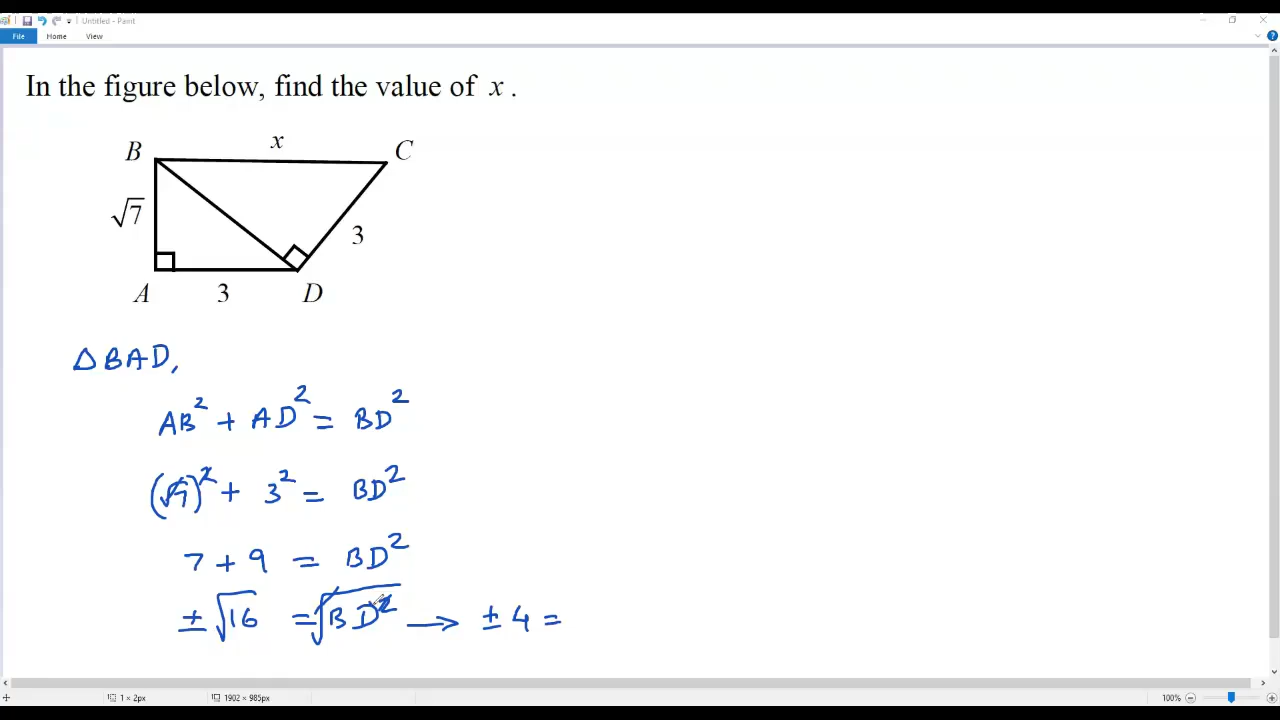 Untitled - Paint
File Home View
In the figure below, find the value of x .
B x C
√7
3
A 3 D
△BAD,
AB² + AD² = BD²
(√7)² + 3² = BD²
7 + 9 = BD²
± √16 = √BD² → ± 4 =
1 × 2px 1902 × 985px 100%